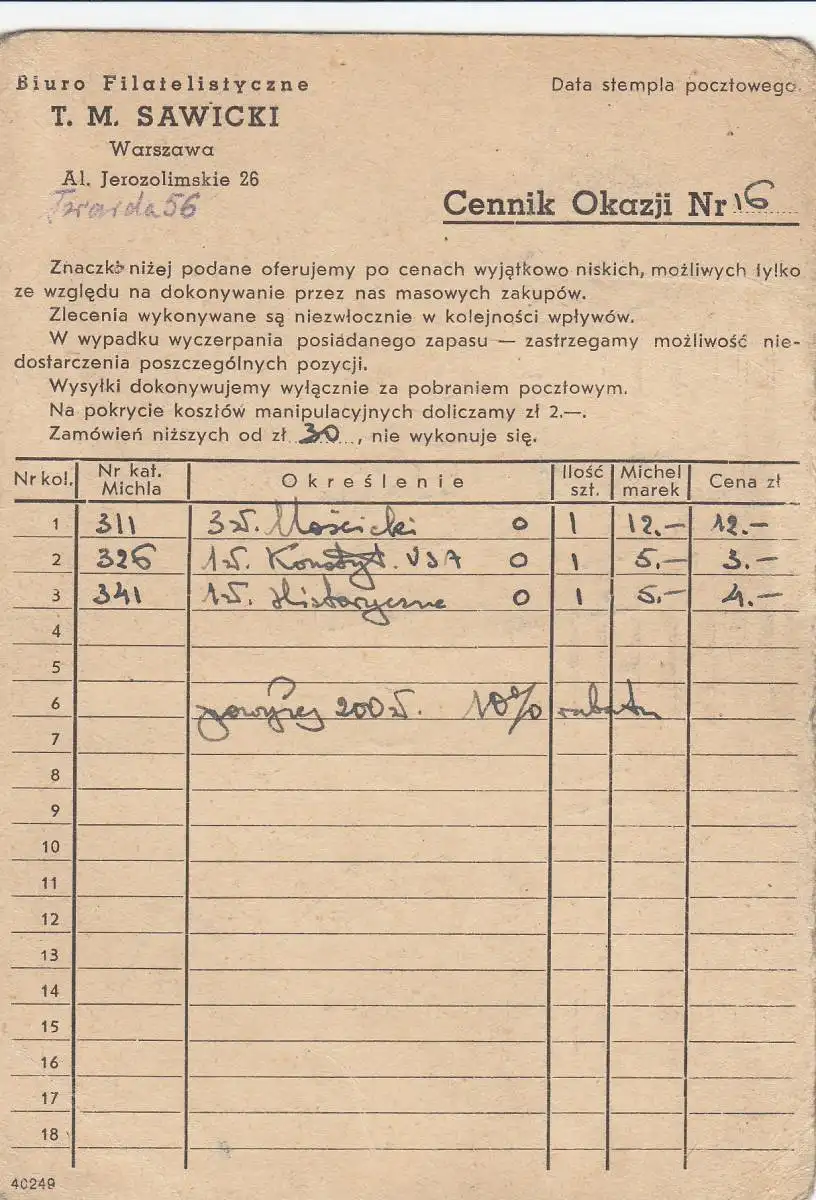 Biuro Filatelistyczne
T. M. SAWICKI
Warszawa
Al. Jerozolimskie 26
Twarda 56
Data stempla pocztowego
Cennik Okazji Nr 16
Znaczki niżej podane oferujemy po cenach wyjątkowo niskich, możliwych tylko
ze względu na dokonywanie przez nas masowych zakupów.
Zlecenia wykonywane są niezwłocznie w kolejności wpływów.
W wypadku wyczerpania posiadanego zapasu — zastrzegamy możliwość nie-
dostarczenia poszczególnych pozycji.
Wysyłki dokonywujemy wyłącznie za pobraniem pocztowym.
Na pokrycie kosztów manipulacyjnych doliczamy zł 2.—.
Zamówień niższych od zł 30, nie wykonuje się.
Nr kol. Nr kat. Michla Określenie Ilość szt. Michel marek Cena zł
1 311 3 zł. Mościcki O 1 12.— 12.—
2 326 1 zł. Konstyt. USA O 1 5.— 3.—
3 341 1 zł. Historyczne O 1 5.— 4.—
4
5
6 powyżej 200 zł. 10% rabatu
7
8
9
10
11
12
13
14
15
16
17
18
40249